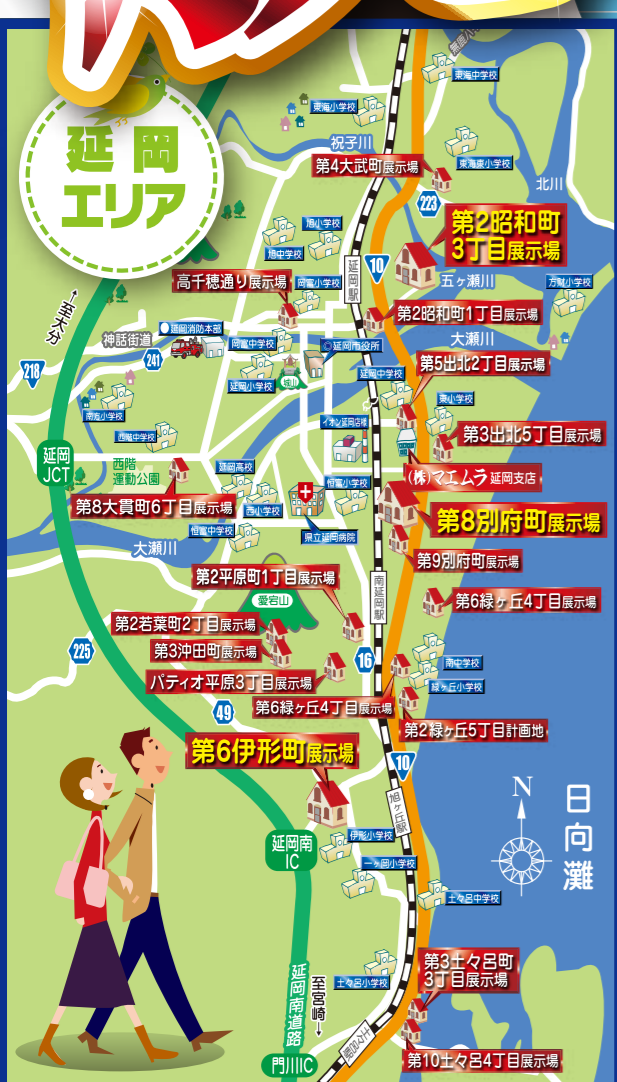 延岡
エリア
無鹿入口
東海中学校
東海小学校
祝子川
東海東小学校
第4大武町展示場
北川
223
第2昭和町
3丁目展示場
旭小学校
旭中学校
延岡駅
10
五ヶ瀬川
方財小学校
高千穂通り展示場
岡富小学校
←至大分
第2昭和町1丁目展示場
延岡消防本部
神話街道
岡富中学校
延岡市役所
大瀬川
241
218
延岡小学校
城山
延岡中学校
第5出北2丁目展示場
東小学校
南方小学校
イオン延岡店様
西階中学校
第3出北5丁目展示場
延岡
JCT
西階
運動公園
延岡高校
恒富小学校
(株)マエムラ延岡支店
第8大貫町6丁目展示場
西小学校
第8別府町展示場
恒富中学校
県立延岡病院
大瀬川
第9別府町展示場
第2平原町1丁目展示場
南延岡駅
愛宕山
第6緑ヶ丘4丁目展示場
第2若葉町2丁目展示場
第3沖田町展示場
225
16
南中学校
パティオ平原3丁目展示場
緑ヶ丘小学校
49
第6緑ヶ丘4丁目展示場
第2緑ヶ丘5丁目計画地
第6伊形町展示場
10
N
日向灘
旭ヶ丘駅
延岡南
IC
伊形小学校
一ヶ岡小学校
土々呂中学校
第3土々呂町
3丁目展示場
延岡南道路
至宮崎→
土々呂小学校
土々呂駅
第10土々呂4丁目展示場
門川IC